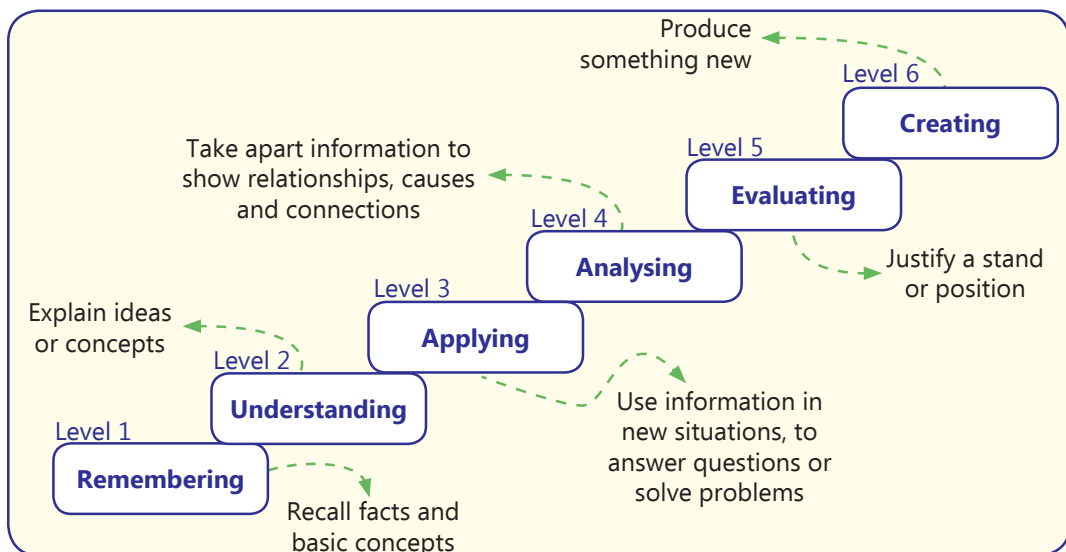 Produce
something new
Level 6
Creating
Take apart information to
show relationships, causes
and connections
Level 5
Evaluating
Level 4
Analysing
Justify a stand
or position
Level 3
Applying
Explain ideas
or concepts
Level 2
Understanding
Use information in
new situations, to
answer questions or
solve problems
Level 1
Remembering
Recall facts and
basic concepts